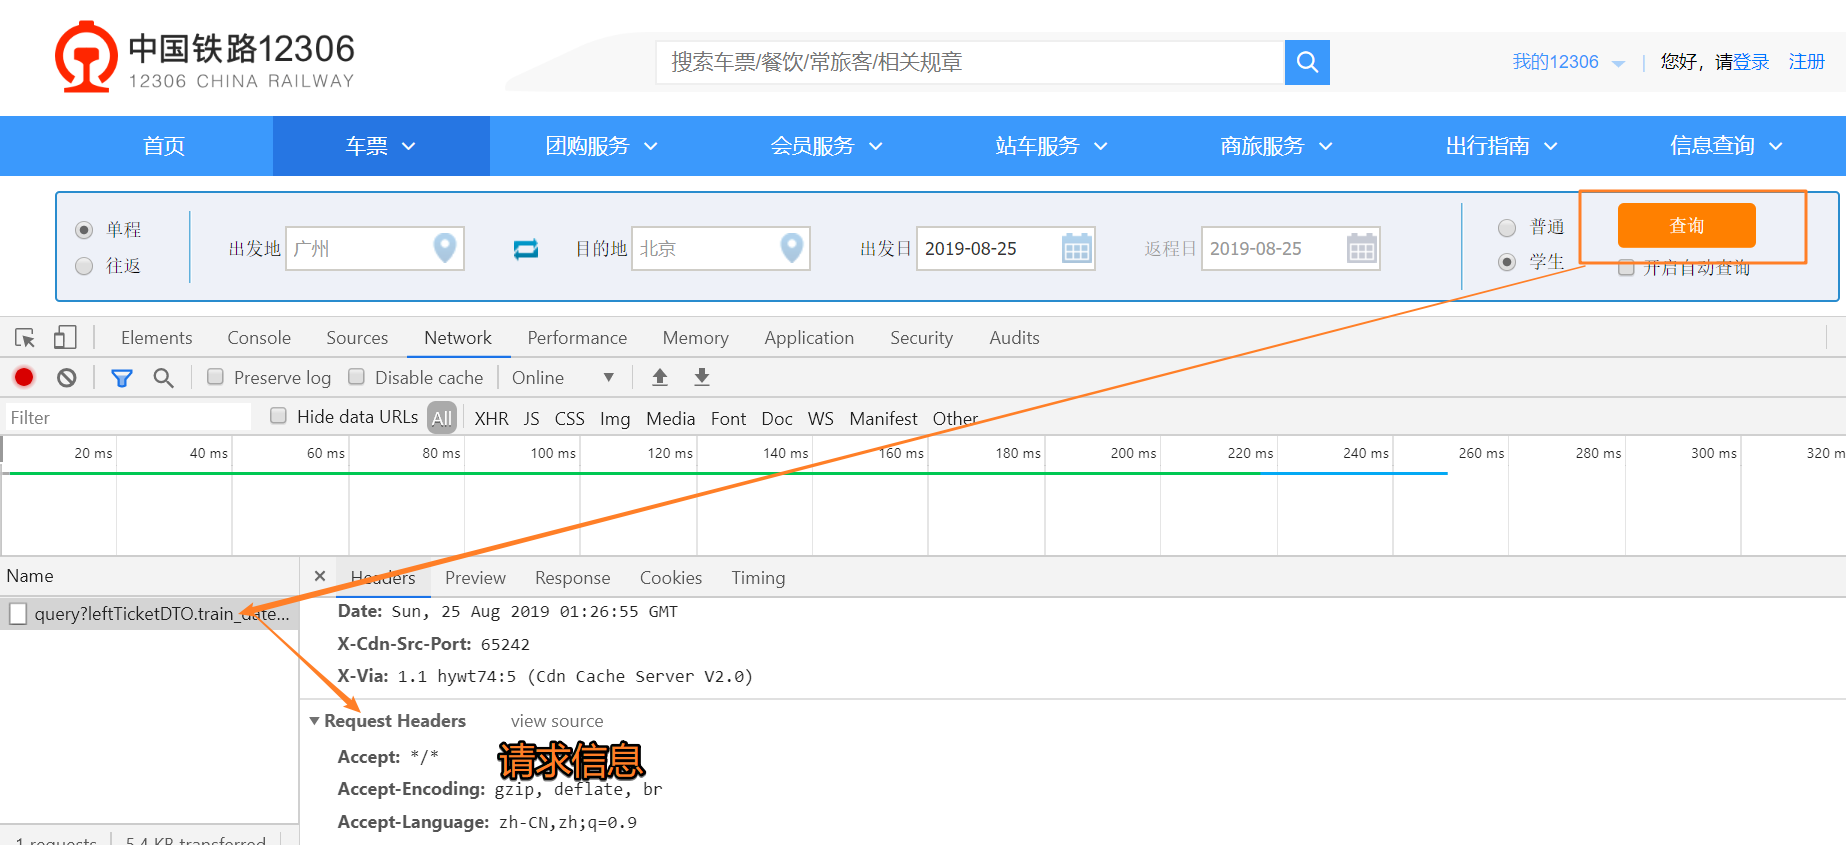 中国铁路12306
12306 CHINA RAILWAY
搜索车票/餐饮/常旅客/相关规章
我的12306 | 您好，请登录 注册
首页 车票 团购服务 会员服务 站车服务 商旅服务 出行指南 信息查询
单程
往返
出发地 广州 目的地 北京 出发日 2019-08-25 返程日 2019-08-25
普通
学生
查询
开启自动查询
Elements Console Sources Network Performance Memory Application Security Audits
Preserve log Disable cache Online
Filter Hide data URLs All XHR JS CSS Img Media Font Doc WS Manifest Other
20 ms 40 ms 60 ms 80 ms 100 ms 120 ms 140 ms 160 ms 180 ms 200 ms 220 ms 240 ms 260 ms 280 ms 300 ms 320 m
Name
× Headers Preview Response Cookies Timing
query?leftTicketDTO.train_date...
Date: Sun, 25 Aug 2019 01:26:55 GMT
X-Cdn-Src-Port: 65242
X-Via: 1.1 hywt74:5 (Cdn Cache Server V2.0)
Request Headers view source
Accept: */*
请求信息
Accept-Encoding: gzip, deflate, br
Accept-Language: zh-CN,zh;q=0.9
1 requests 5.4 KB transferred